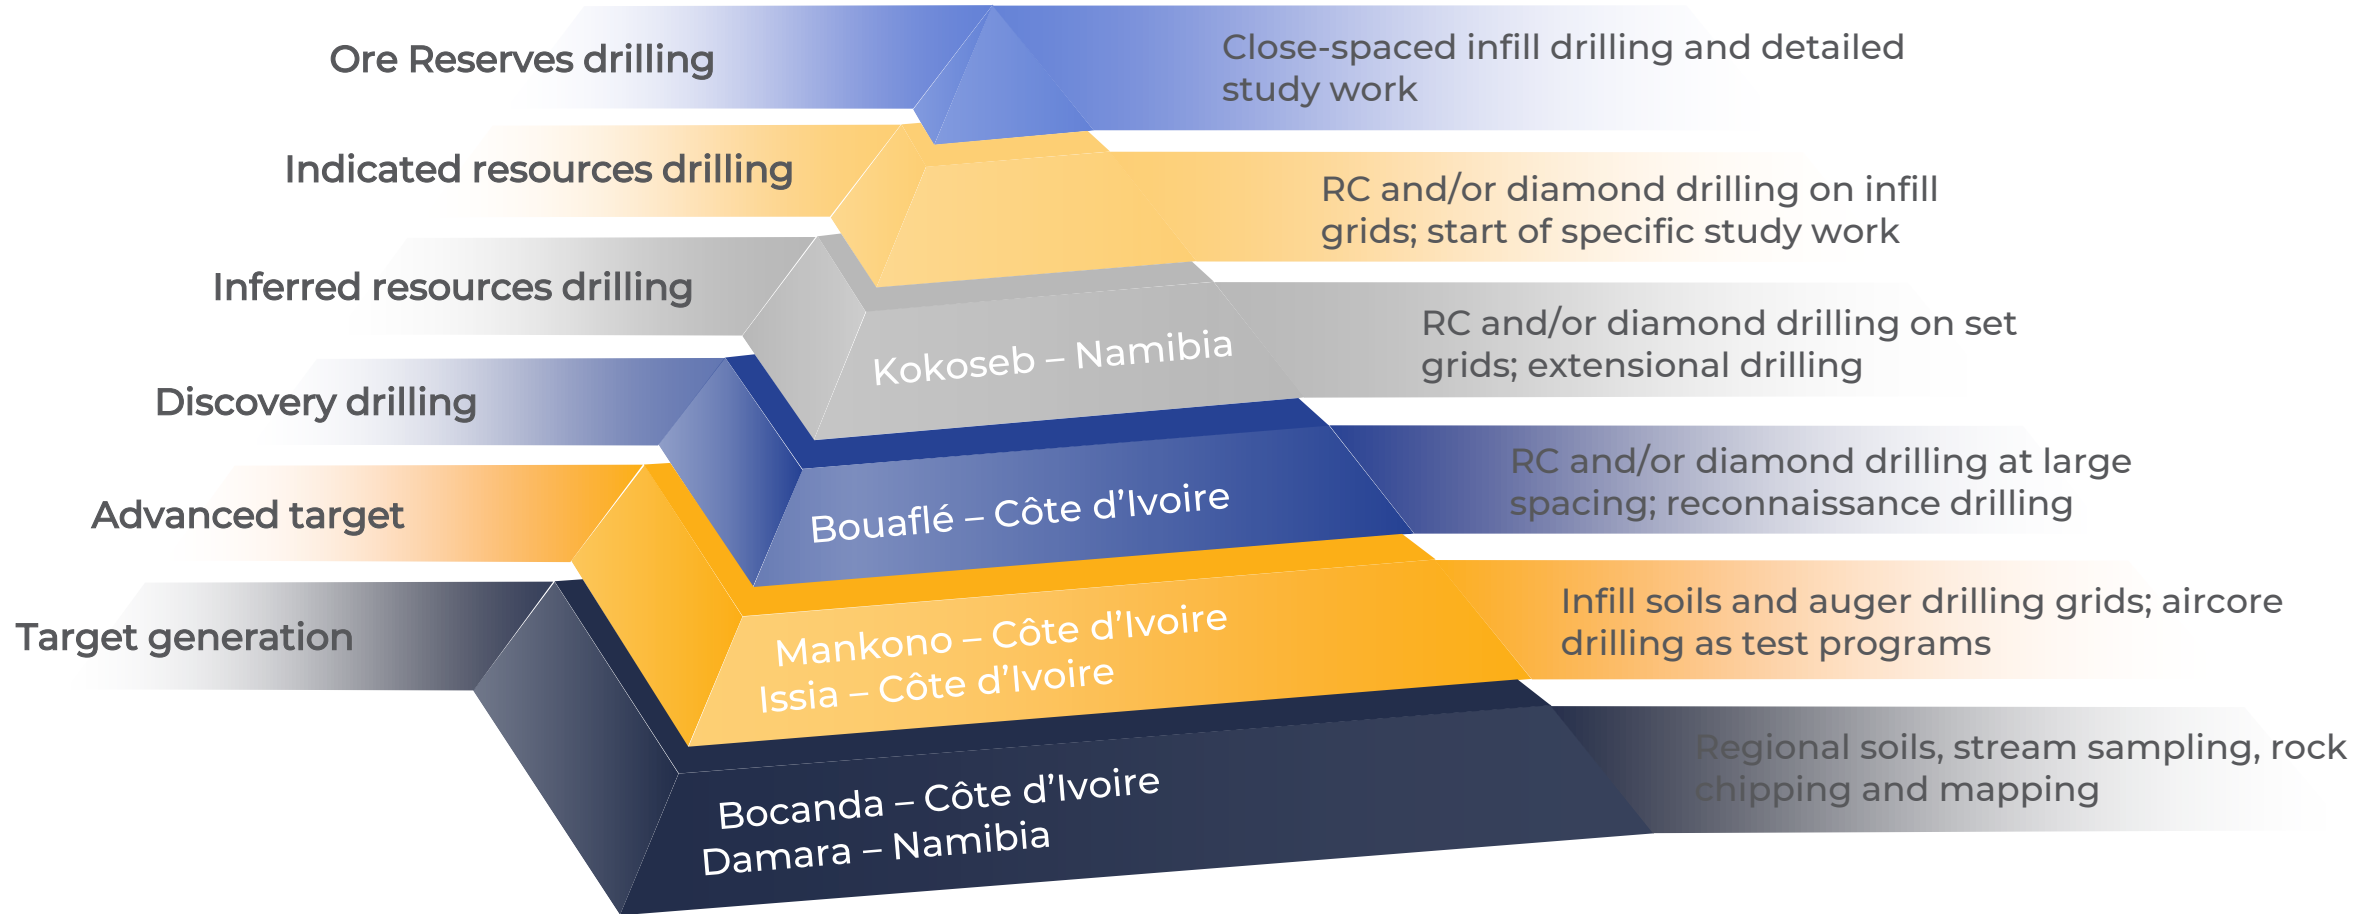 Ore Reserves drilling
Close-spaced infill drilling and detailed
study work
Indicated resources drilling
RC and/or diamond drilling on infill
grids; start of specific study work
Inferred resources drilling
Kokoseb – Namibia
RC and/or diamond drilling on set
grids; extensional drilling
Discovery drilling
Bouaflé – Côte d’Ivoire
RC and/or diamond drilling at large
spacing; reconnaissance drilling
Advanced target
Mankono – Côte d’Ivoire
Issia – Côte d’Ivoire
Infill soils and auger drilling grids; aircore
drilling as test programs
Target generation
Bocanda – Côte d’Ivoire
Damara – Namibia
Regional soils, stream sampling, rock
chipping and mapping